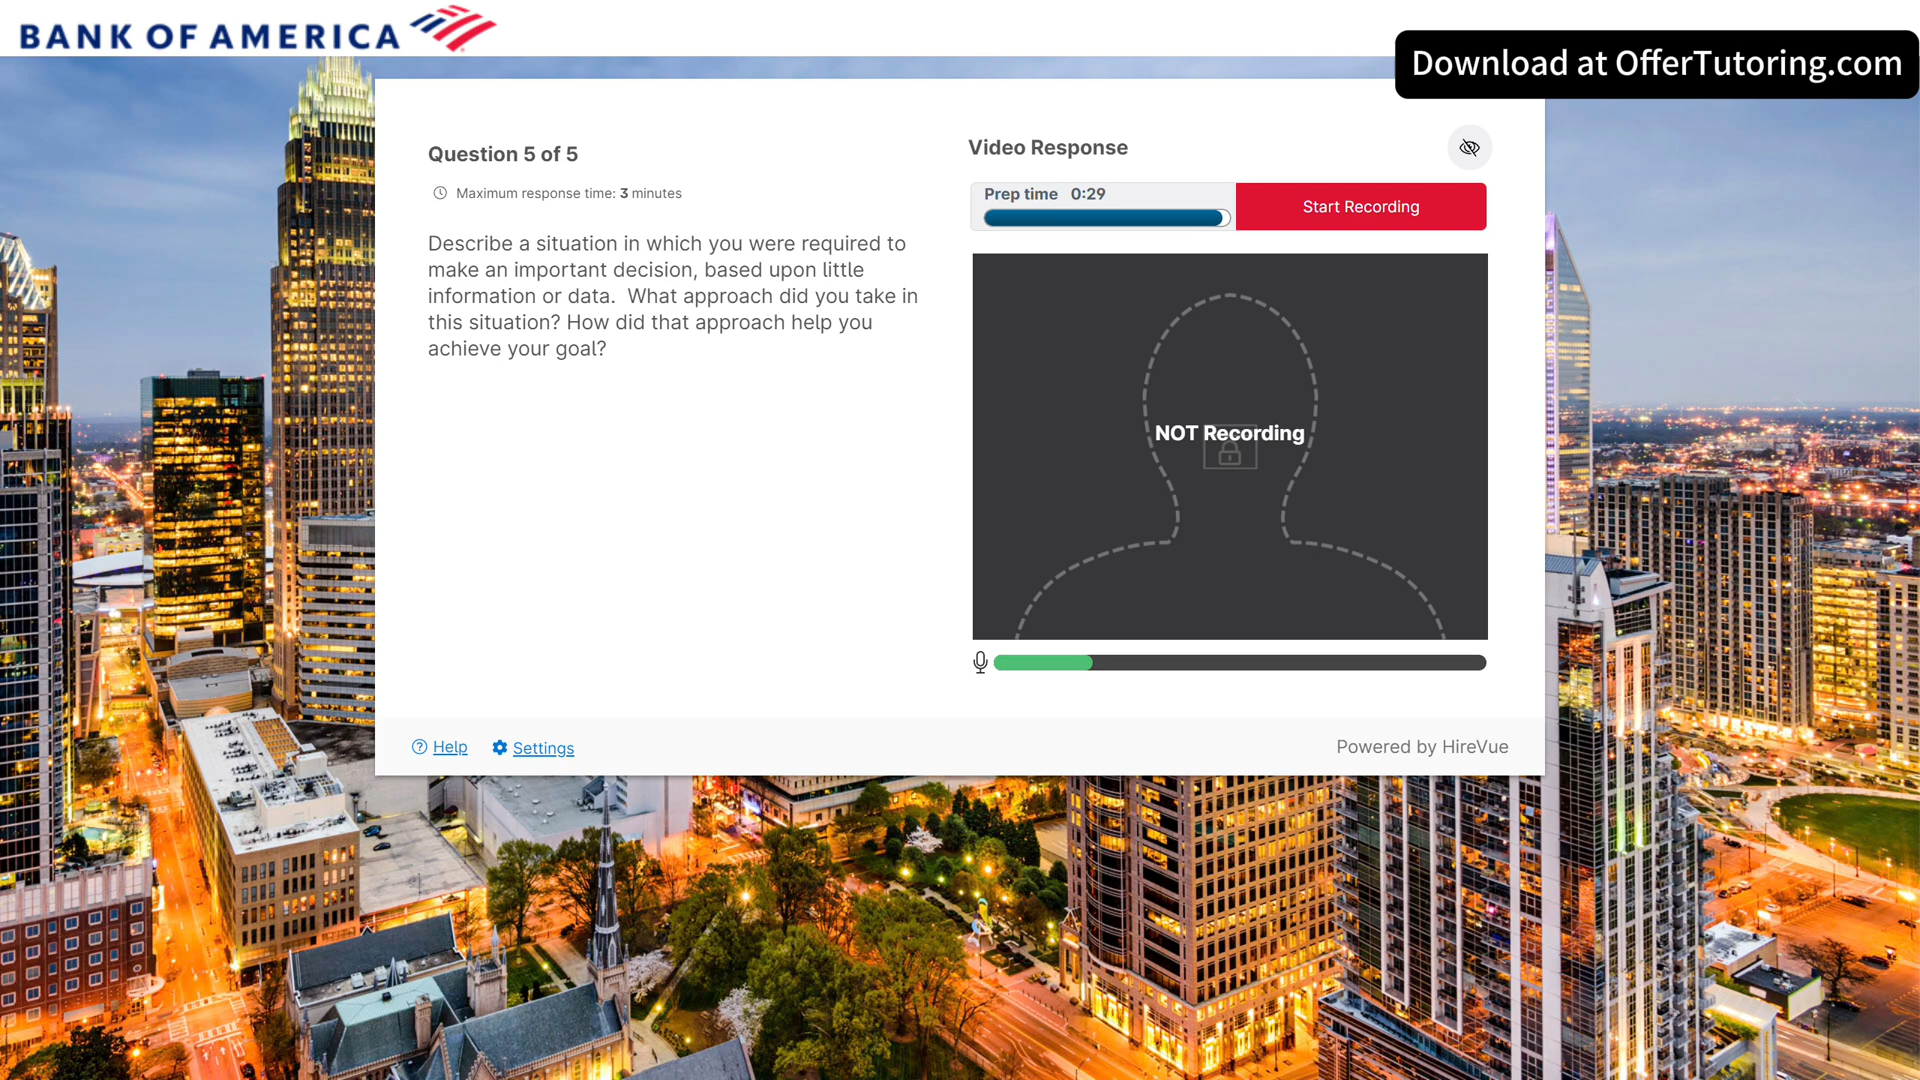 BANK OF AMERICA
Download at OfferTutoring.com
Question 5 of 5
Maximum response time: 3 minutes
Describe a situation in which you were required to
make an important decision, based upon little
information or data.  What approach did you take in
this situation? How did that approach help you
achieve your goal?
Video Response
Prep time 0:29
Start Recording
NOT Recording
Help
Settings
Powered by HireVue